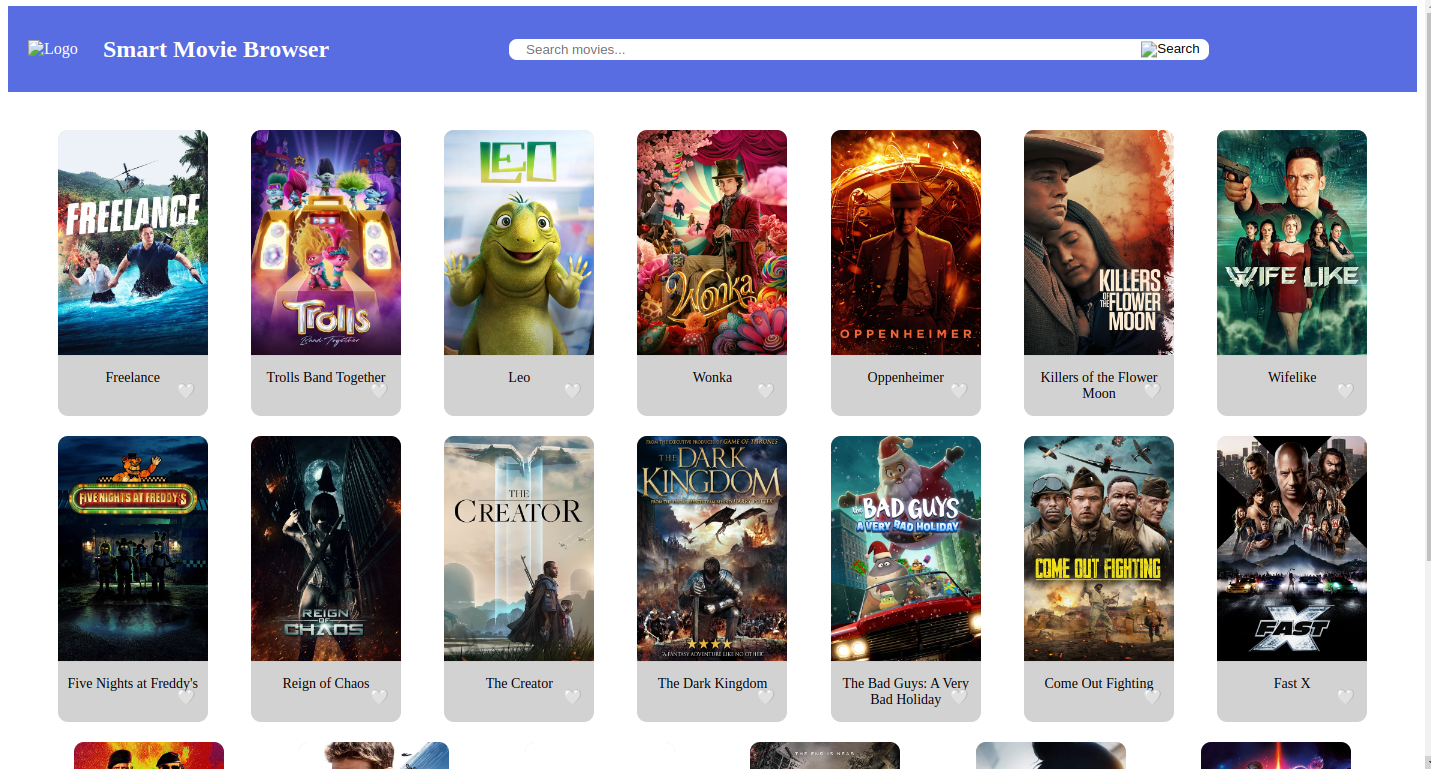 Logo
Smart Movie Browser
Search movies...
Search
FREELANCE
Trolls
Band Together
LEO
Wonka
OPPENHEIMER
KILLERS
OF THE FLOWER
MOON
WIFE LIKE
Freelance
Trolls Band Together
Leo
Wonka
Oppenheimer
Killers of the Flower
Moon
Wifelike
FIVE NIGHTS AT FREDDY'S
REIGN
OF
CHAOS
THE
CREATOR
FROM THE EXECUTIVE PRODUCER OF GAME OF THRONES
THE DARK
KINGDOM
"A FANTASY ADVENTURE LIKE NO OTHER"
the BAD GUYS
A VERY BAD HOLIDAY
COME OUT FIGHTING
FAST X
Five Nights at Freddy's
Reign of Chaos
The Creator
The Dark Kingdom
The Bad Guys: A Very
Bad Holiday
Come Out Fighting
Fast X
THE END IS NEAR